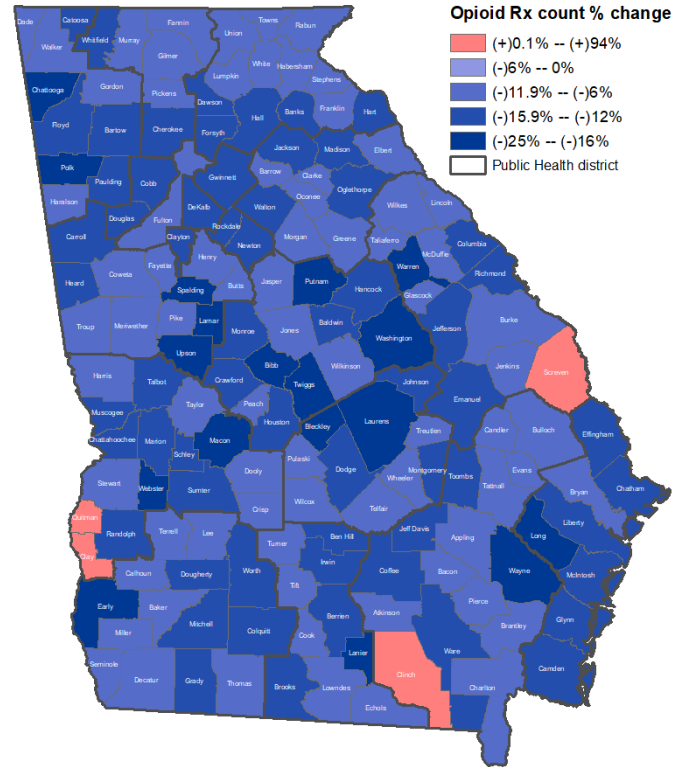 Opioid Rx count % change
(+)0.1% -- (+)94%
(-)6% -- 0%
(-)11.9% -- (-)6%
(-)15.9% -- (-)12%
(-)25% -- (-)16%
Public Health district
Dade
Catoosa
Whitfield
Murray
Fannin
Union
Towns
Rabun
Walker
Gilmer
White
Habersham
Lumpkin
Stephens
Chattooga
Gordon
Pickens
Dawson
Banks
Franklin
Hart
Floyd
Bartow
Cherokee
Forsyth
Hall
Jackson
Madison
Elbert
Polk
Paulding
Cobb
Gwinnett
Barrow
Clarke
Oconee
Oglethorpe
Wilkes
Lincoln
Haralson
Douglas
Fulton
DeKalb
Walton
Rockdale
Carroll
Clayton
Newton
Morgan
Greene
Taliaferro
McDuffie
Columbia
Heard
Coweta
Fayette
Henry
Butts
Jasper
Putnam
Hancock
Warren
Richmond
Spalding
Glascock
Troup
Meriwether
Pike
Lamar
Monroe
Jones
Baldwin
Washington
Jefferson
Burke
Upson
Bibb
Wilkinson
Jenkins
Screven
Harris
Talbot
Crawford
Twiggs
Johnson
Emanuel
Muscogee
Taylor
Peach
Houston
Bleckley
Laurens
Treutlen
Candler
Bulloch
Effingham
Chattahoochee
Marion
Schley
Macon
Pulaski
Dodge
Montgomery
Toombs
Evans
Tattnall
Bryan
Chatham
Stewart
Webster
Sumter
Dooly
Wheeler
Crisp
Wilcox
Telfair
Liberty
Quitman
Randolph
Terrell
Lee
Turner
Ben Hill
Jeff Davis
Appling
Long
Wayne
Clay
Calhoun
Dougherty
Worth
Tift
Irwin
Coffee
Bacon
McIntosh
Early
Baker
Mitchell
Colquitt
Berrien
Atkinson
Pierce
Brantley
Glynn
Miller
Cook
Lanier
Ware
Seminole
Decatur
Grady
Thomas
Brooks
Lowndes
Clinch
Charlton
Camden
Echols